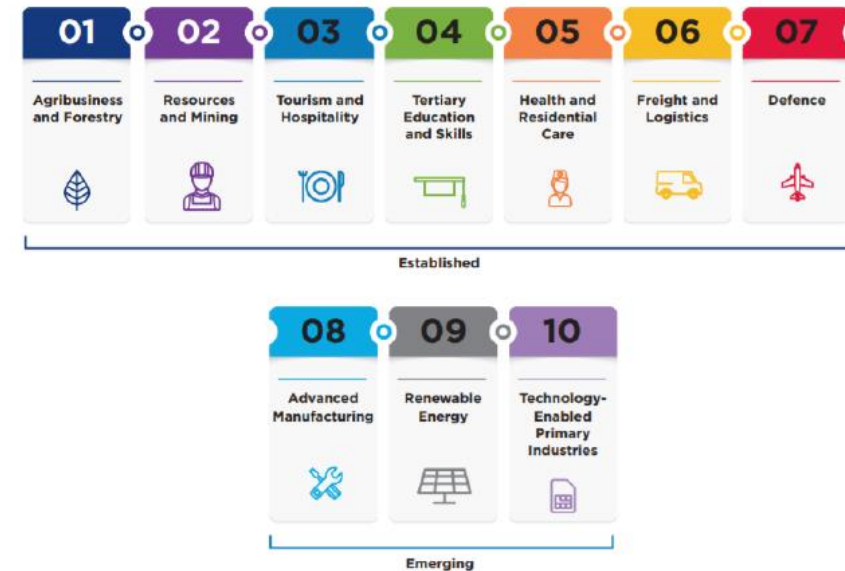 01 02 03 04 05 06 07
Agribusiness
and Forestry
Resources
and Mining
Tourism and
Hospitality
Tertiary
Education
and Skills
Health and
Residential
Care
Freight and
Logistics
Defence
Established
08 09 10
Advanced
Manufacturing
Renewable
Energy
Technology-
Enabled
Primary
Industries
Emerging